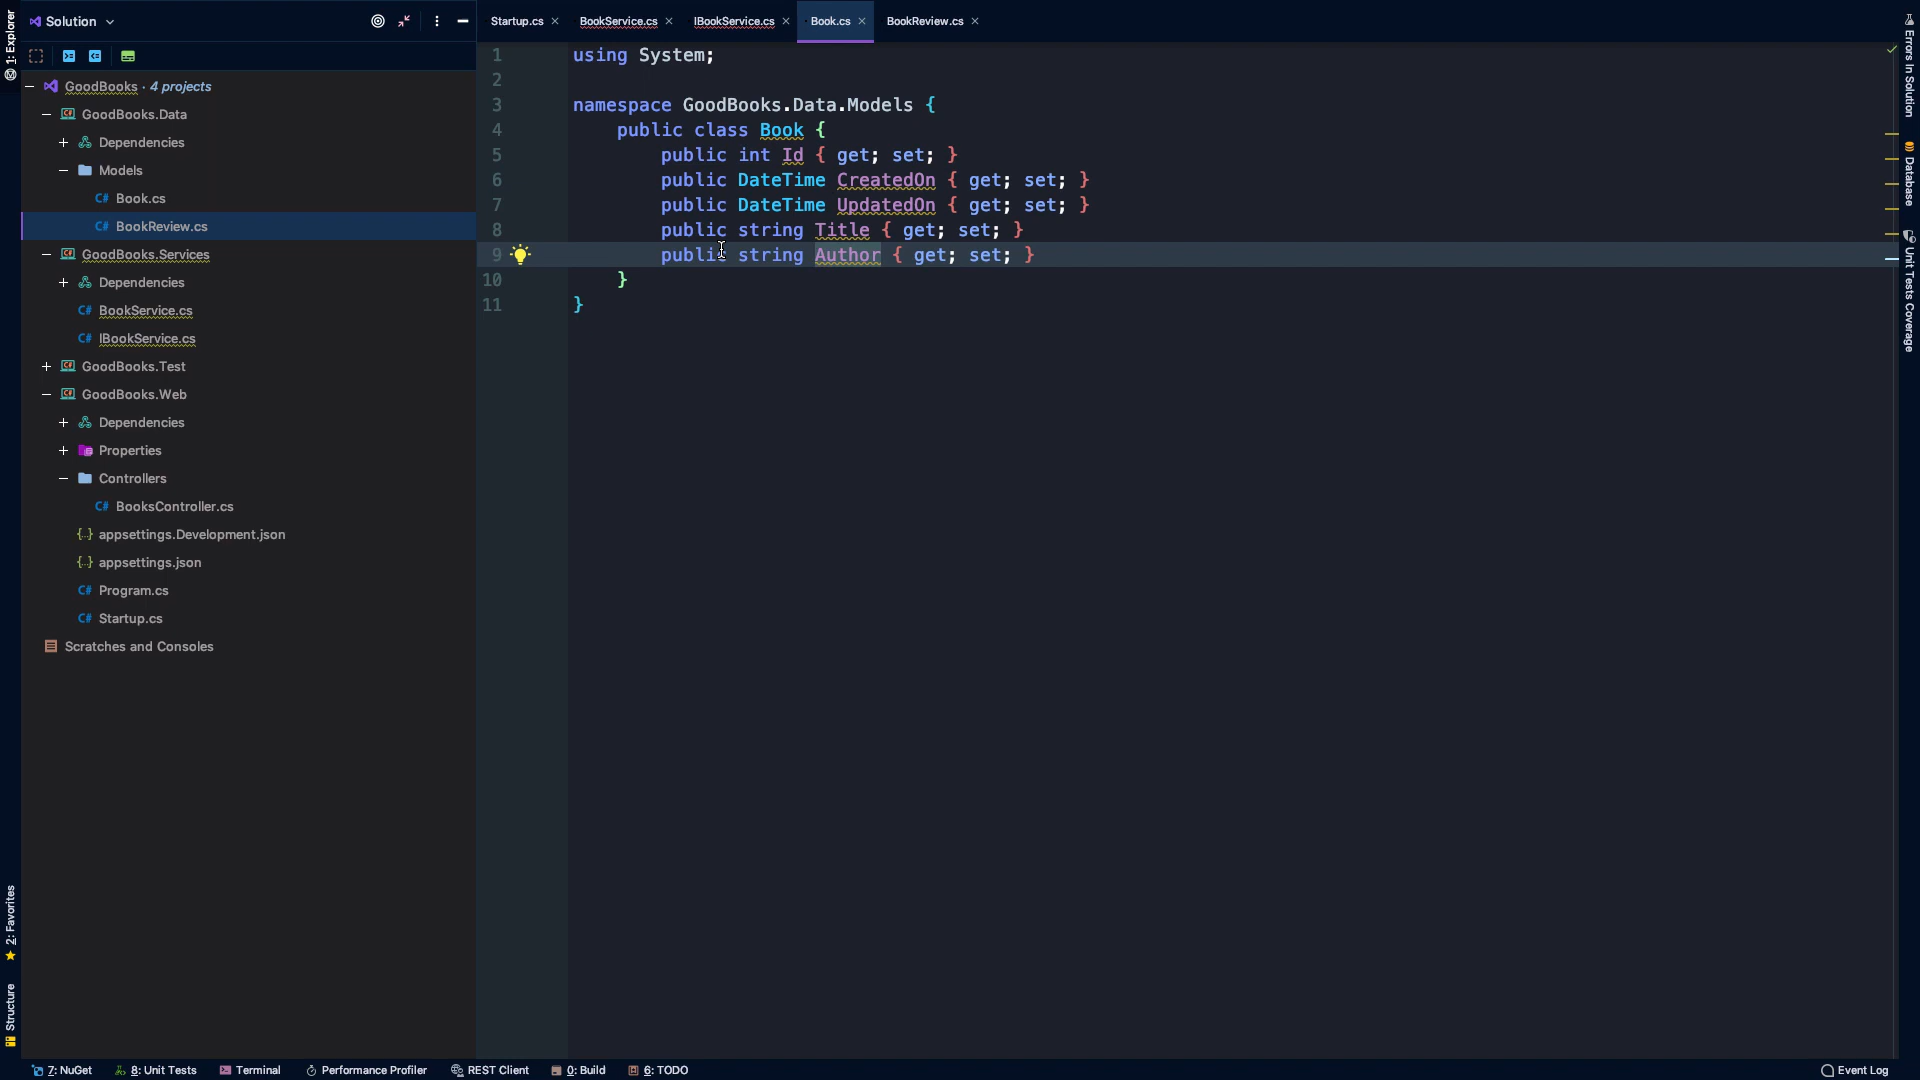 1: Explorer
Solution
GoodBooks · 4 projects
GoodBooks.Data
Dependencies
Models
Book.cs
BookReview.cs
GoodBooks.Services
Dependencies
BookService.cs
IBookService.cs
GoodBooks.Test
GoodBooks.Web
Dependencies
Properties
Controllers
BooksController.cs
appsettings.Development.json
appsettings.json
Program.cs
Startup.cs
Scratches and Consoles
2: Favorites
Structure
Startup.cs BookService.cs IBookService.cs Book.cs BookReview.cs
1 using System;
2
3 namespace GoodBooks.Data.Models {
4 public class Book {
5 public int Id { get; set; }
6 public DateTime CreatedOn { get; set; }
7 public DateTime UpdatedOn { get; set; }
8 public string Title { get; set; }
9 public string Author { get; set; }
10 }
11 }
Errors In Solution
Database
Unit Tests Coverage
7: NuGet 8: Unit Tests Terminal Performance Profiler REST Client 0: Build 6: TODO Event Log